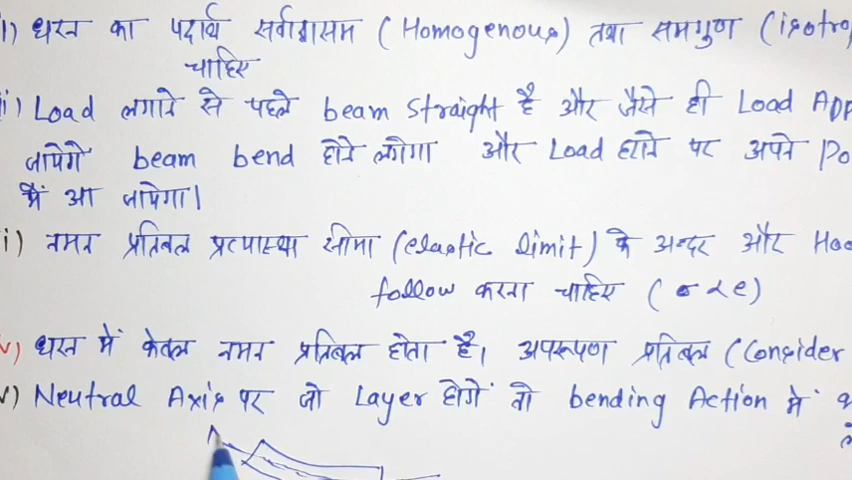 i) धरन का पदार्थ सर्वात्रासम (Homogenous) तथा समगुण (isotro
चाहिए
ii) Load लगाने से पहले beam straight है और जैसे ही Load App
जायेगे beam bend होने लगेगा और Load हटाने पर अपने Po
में आ जायेगा।
i) नमन प्रतिबल प्रत्यास्था सीमा (elastic limit) के अन्दर और Hoo
follow करना चाहिए (σ∝e)
v) धरन में केवल नमन प्रतिबल होता है। अपरूपण प्रतिबल (Consider
v) Neutral Axis पर जो Layer होगें वो bending Action में